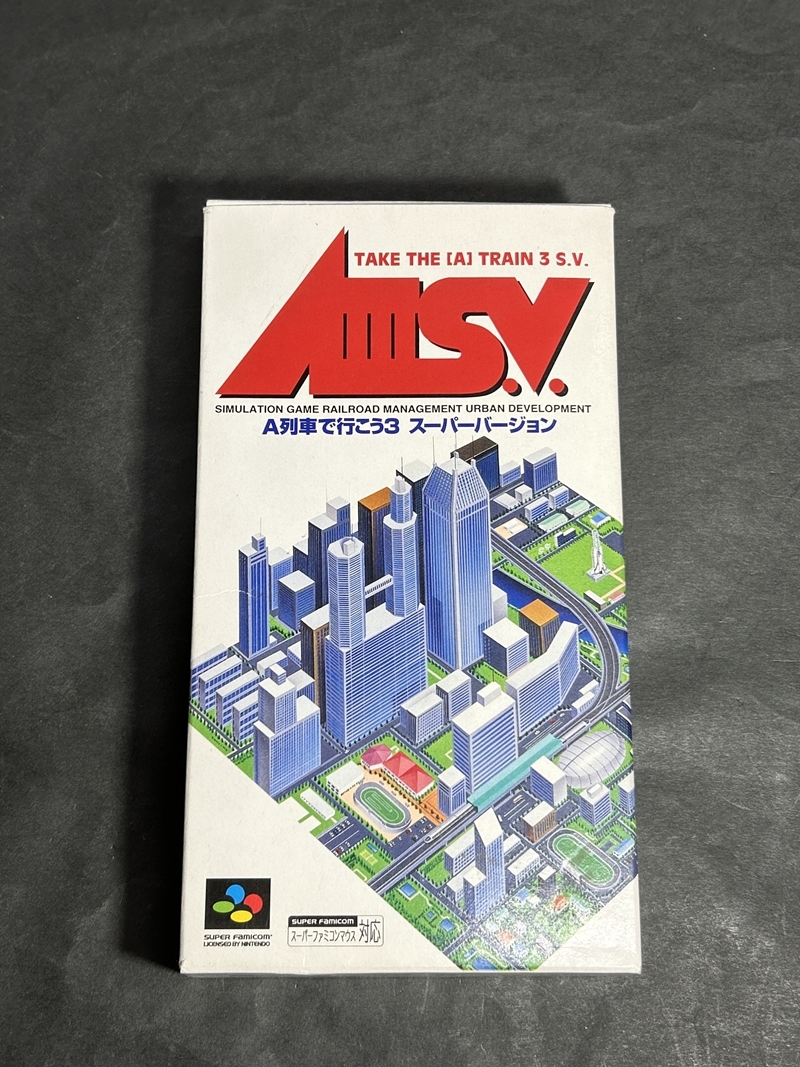 TAKE THE [A] TRAIN 3 S.V.
AIII S.V.
SIMULATION GAME RAILROAD MANAGEMENT URBAN DEVELOPMENT
A列車で行こう3 スーパーバージョン
SUPER FAMICOM
LICENSED BY NINTENDO
SUPER FAMICOM
スーパーファミコンマウス 対応